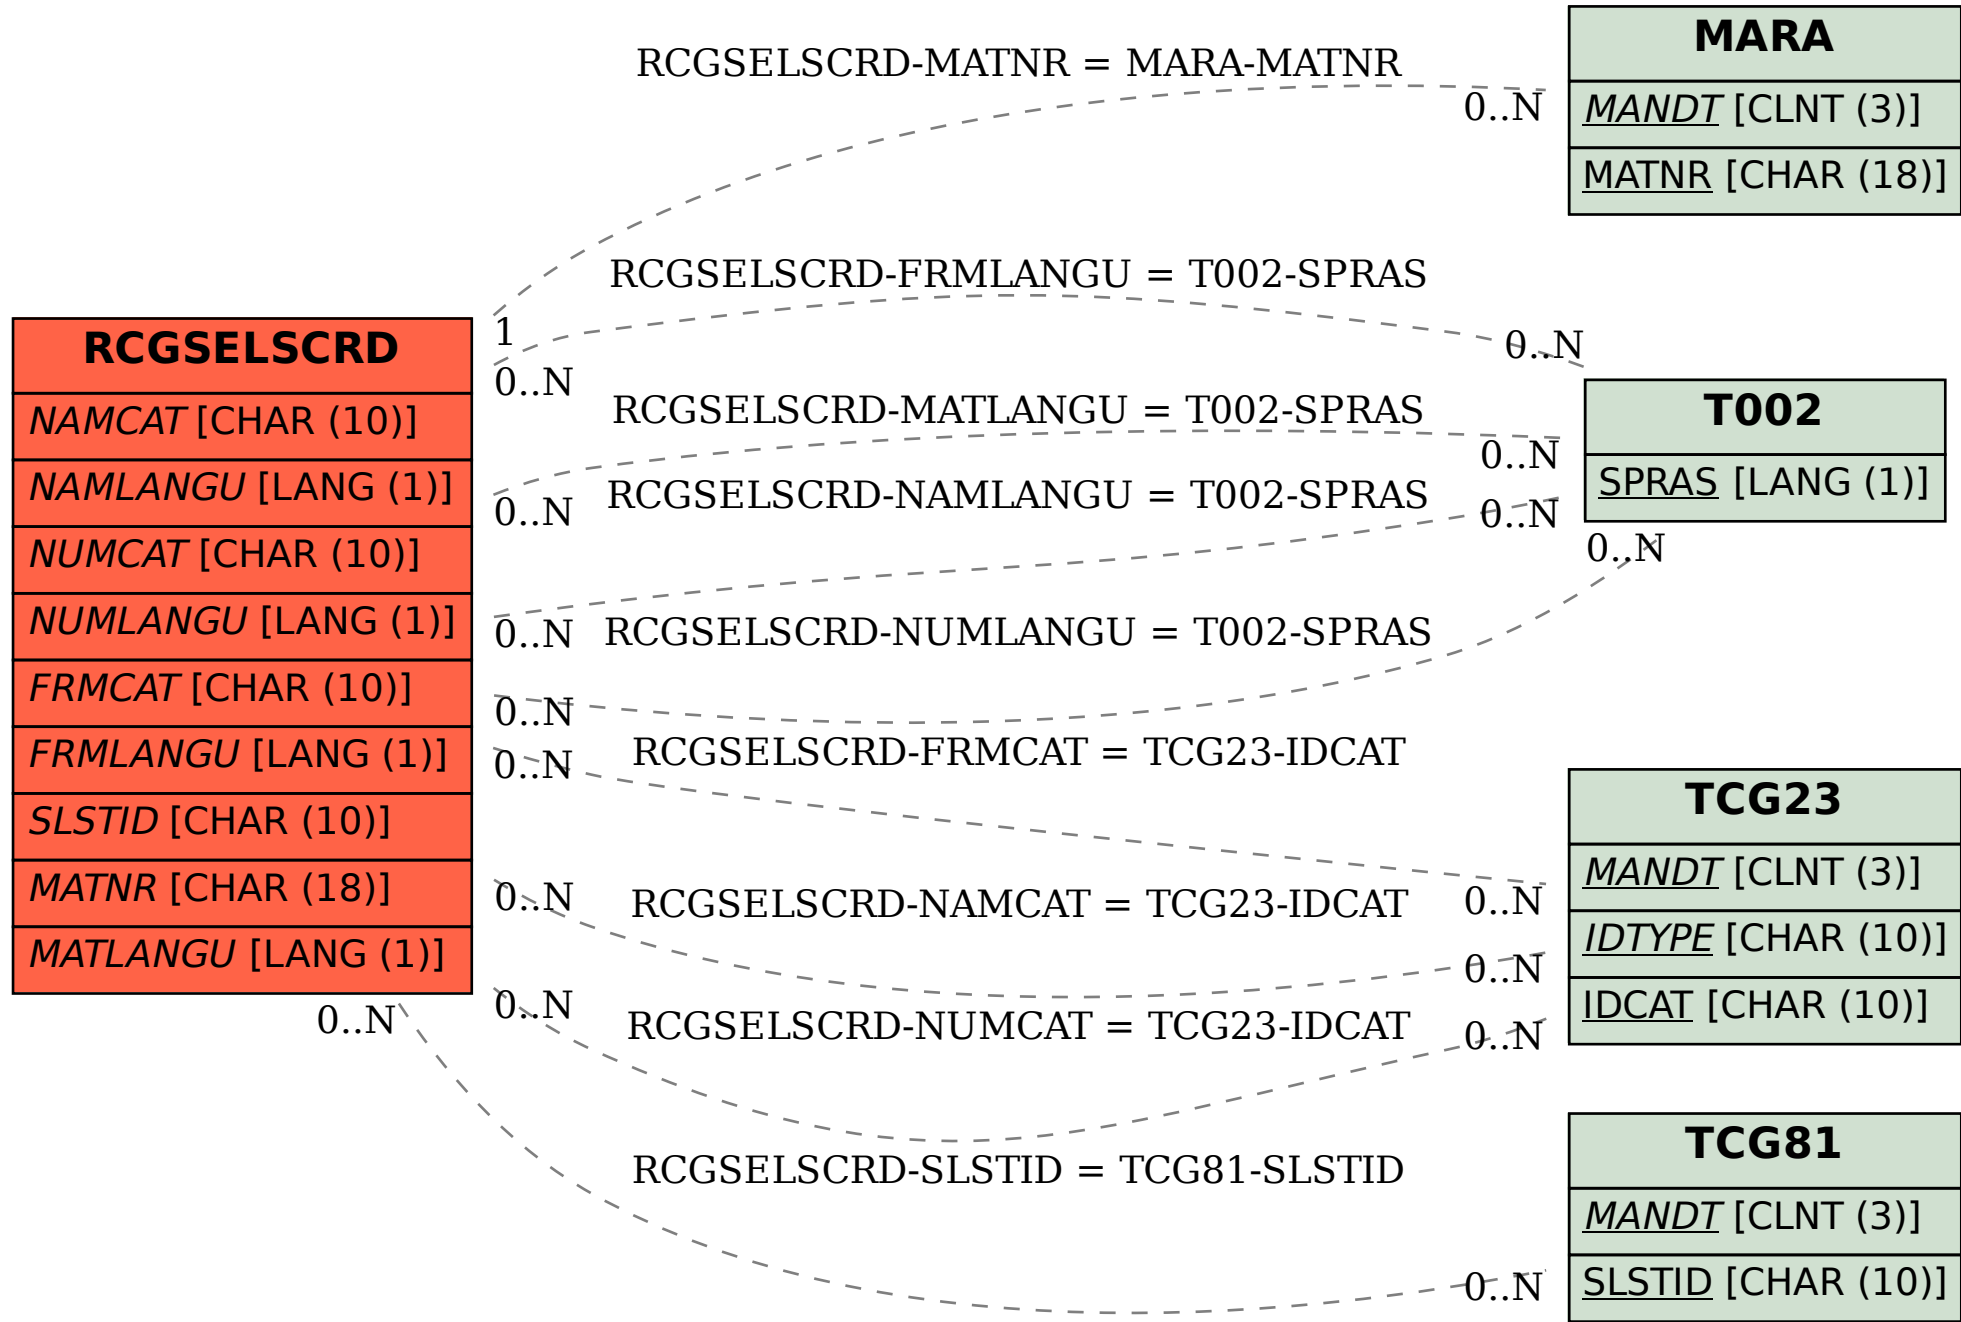 RCGSELSCRD
NAMCAT [CHAR (10)]
NAMLANGU [LANG (1)]
NUMCAT [CHAR (10)]
NUMLANGU [LANG (1)]
FRMCAT [CHAR (10)]
FRMLANGU [LANG (1)]
SLSTID [CHAR (10)]
MATNR [CHAR (18)]
MATLANGU [LANG (1)]
RCGSELSCRD-MATNR = MARA-MATNR
1
0..N
RCGSELSCRD-FRMLANGU = T002-SPRAS
0..N
0..N
RCGSELSCRD-MATLANGU = T002-SPRAS
0..N
0..N
RCGSELSCRD-NAMLANGU = T002-SPRAS
0..N
0..N
RCGSELSCRD-NUMLANGU = T002-SPRAS
0..N
0..N
RCGSELSCRD-FRMCAT = TCG23-IDCAT
0..N
0..N
RCGSELSCRD-NAMCAT = TCG23-IDCAT
0..N
0..N
RCGSELSCRD-NUMCAT = TCG23-IDCAT
0..N
0..N
RCGSELSCRD-SLSTID = TCG81-SLSTID
0..N
0..N
MARA
MANDT [CLNT (3)]
MATNR [CHAR (18)]
T002
SPRAS [LANG (1)]
TCG23
MANDT [CLNT (3)]
IDTYPE [CHAR (10)]
IDCAT [CHAR (10)]
TCG81
MANDT [CLNT (3)]
SLSTID [CHAR (10)]